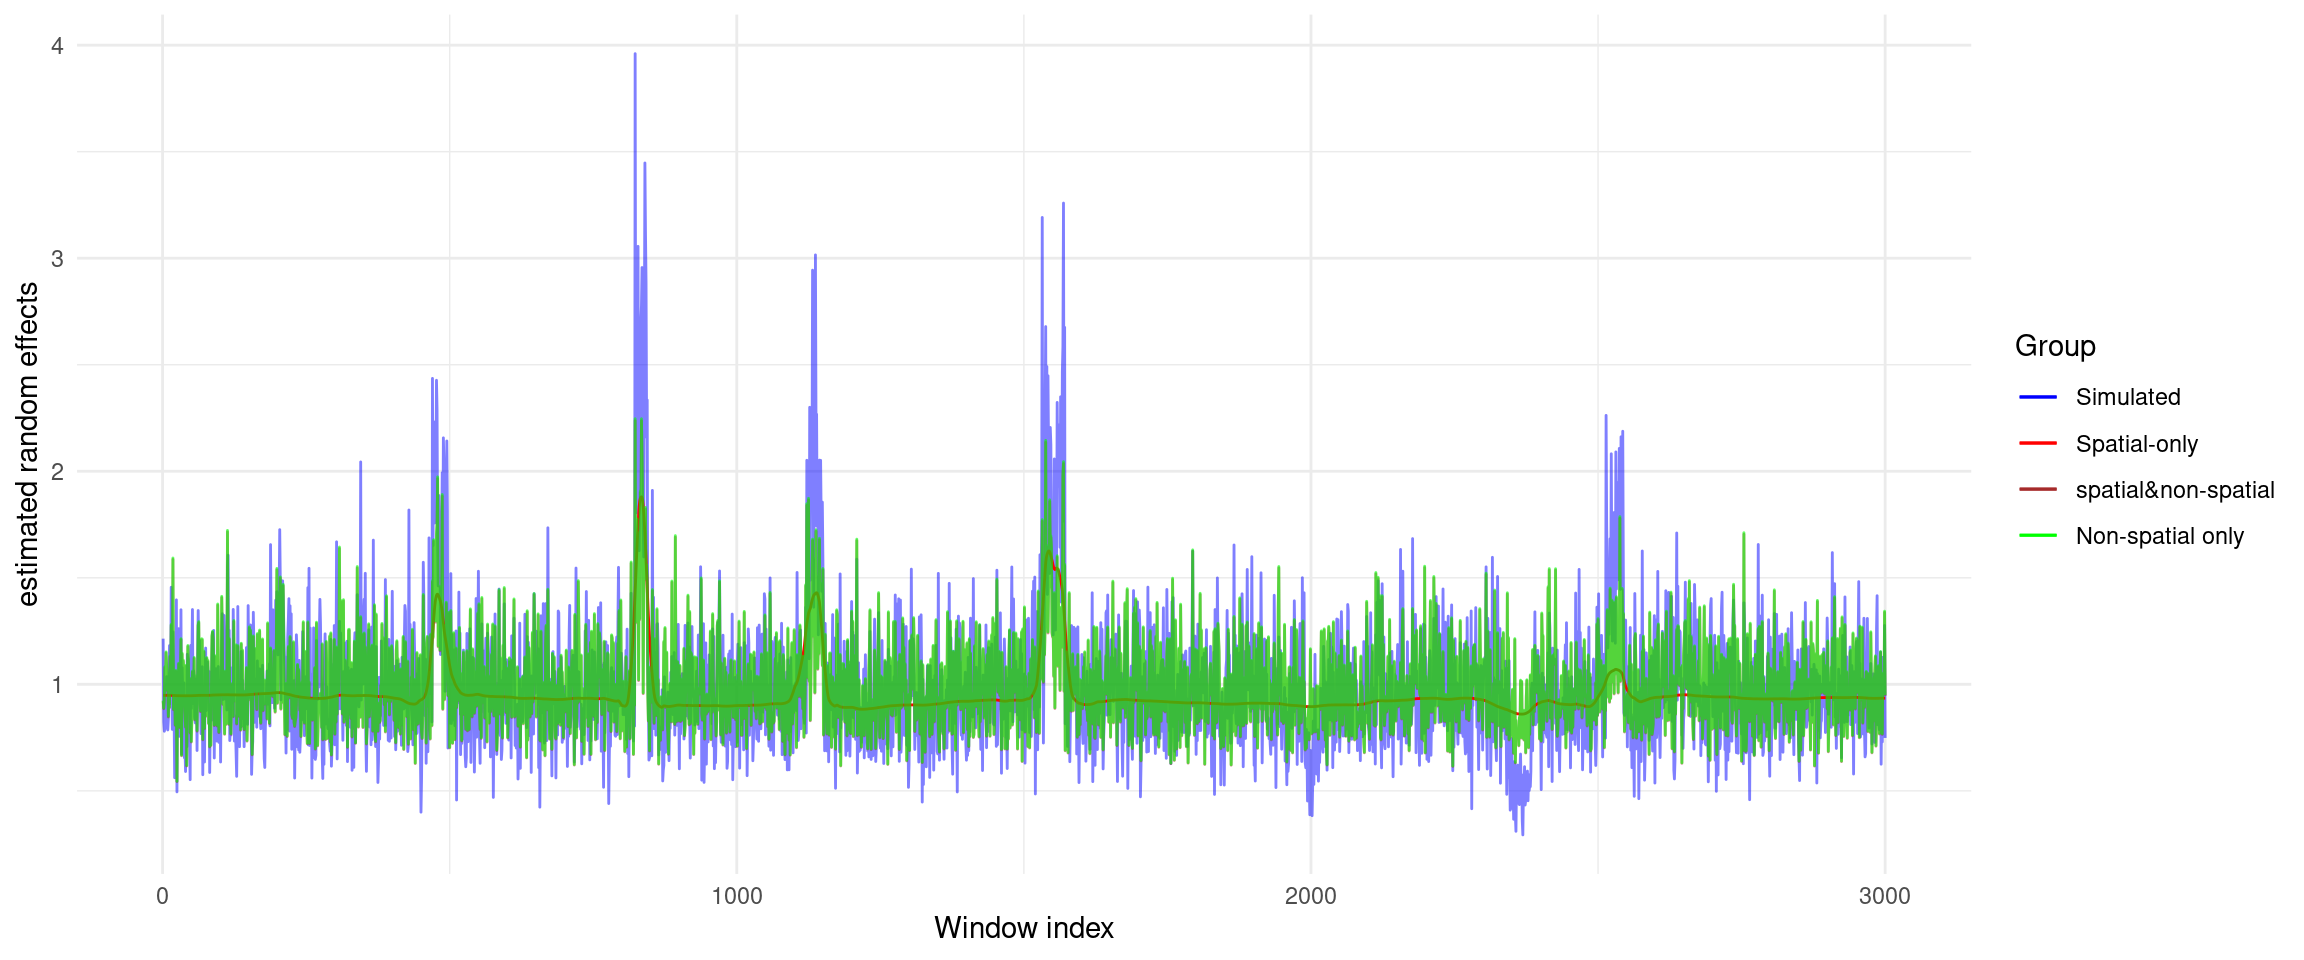 estimated random effects
4
3
2
1
0
1000
2000
3000
Window index
Group
Simulated
Spatial-only
spatial&non-spatial
Non-spatial only